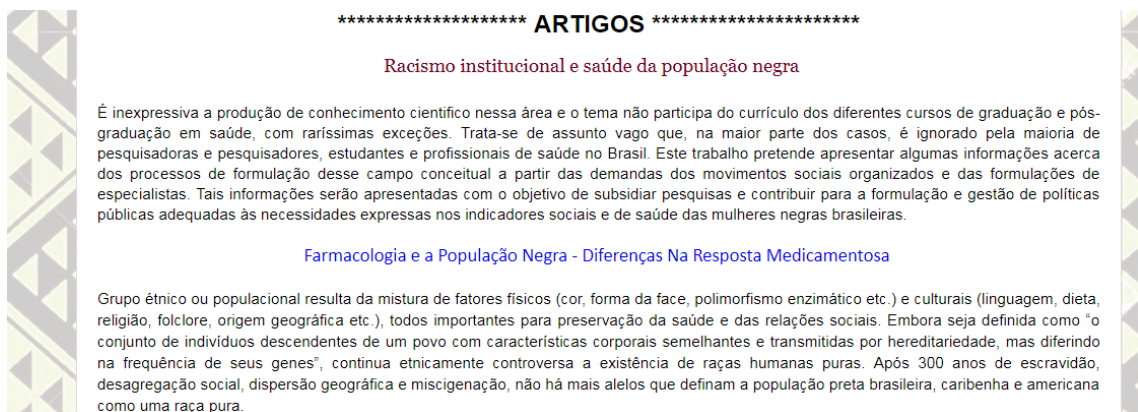 ******************** ARTIGOS **********************
Racismo institucional e saúde da população negra
É inexpressiva a produção de conhecimento cientifico nessa área e o tema não participa do currículo dos diferentes cursos de graduação e pós-
graduação em saúde, com raríssimas exceções. Trata-se de assunto vago que, na maior parte dos casos, é ignorado pela maioria de
pesquisadoras e pesquisadores, estudantes e profissionais de saúde no Brasil. Este trabalho pretende apresentar algumas informações acerca
dos processos de formulação desse campo conceitual a partir das demandas dos movimentos sociais organizados e das formulações de
especialistas. Tais informações serão apresentadas com o objetivo de subsidiar pesquisas e contribuir para a formulação e gestão de políticas
públicas adequadas às necessidades expressas nos indicadores sociais e de saúde das mulheres negras brasileiras.
Farmacologia e a População Negra - Diferenças Na Resposta Medicamentosa
Grupo étnico ou populacional resulta da mistura de fatores físicos (cor, forma da face, polimorfismo enzimático etc.) e culturais (linguagem, dieta,
religião, folclore, origem geográfica etc.), todos importantes para preservação da saúde e das relações sociais. Embora seja definida como “o
conjunto de indivíduos descendentes de um povo com características corporais semelhantes e transmitidas por hereditariedade, mas diferindo
na frequência de seus genes”, continua etnicamente controversa a existência de raças humanas puras. Após 300 anos de escravidão,
desagregação social, dispersão geográfica e miscigenação, não há mais alelos que definam a população preta brasileira, caribenha e americana
como uma raça pura.